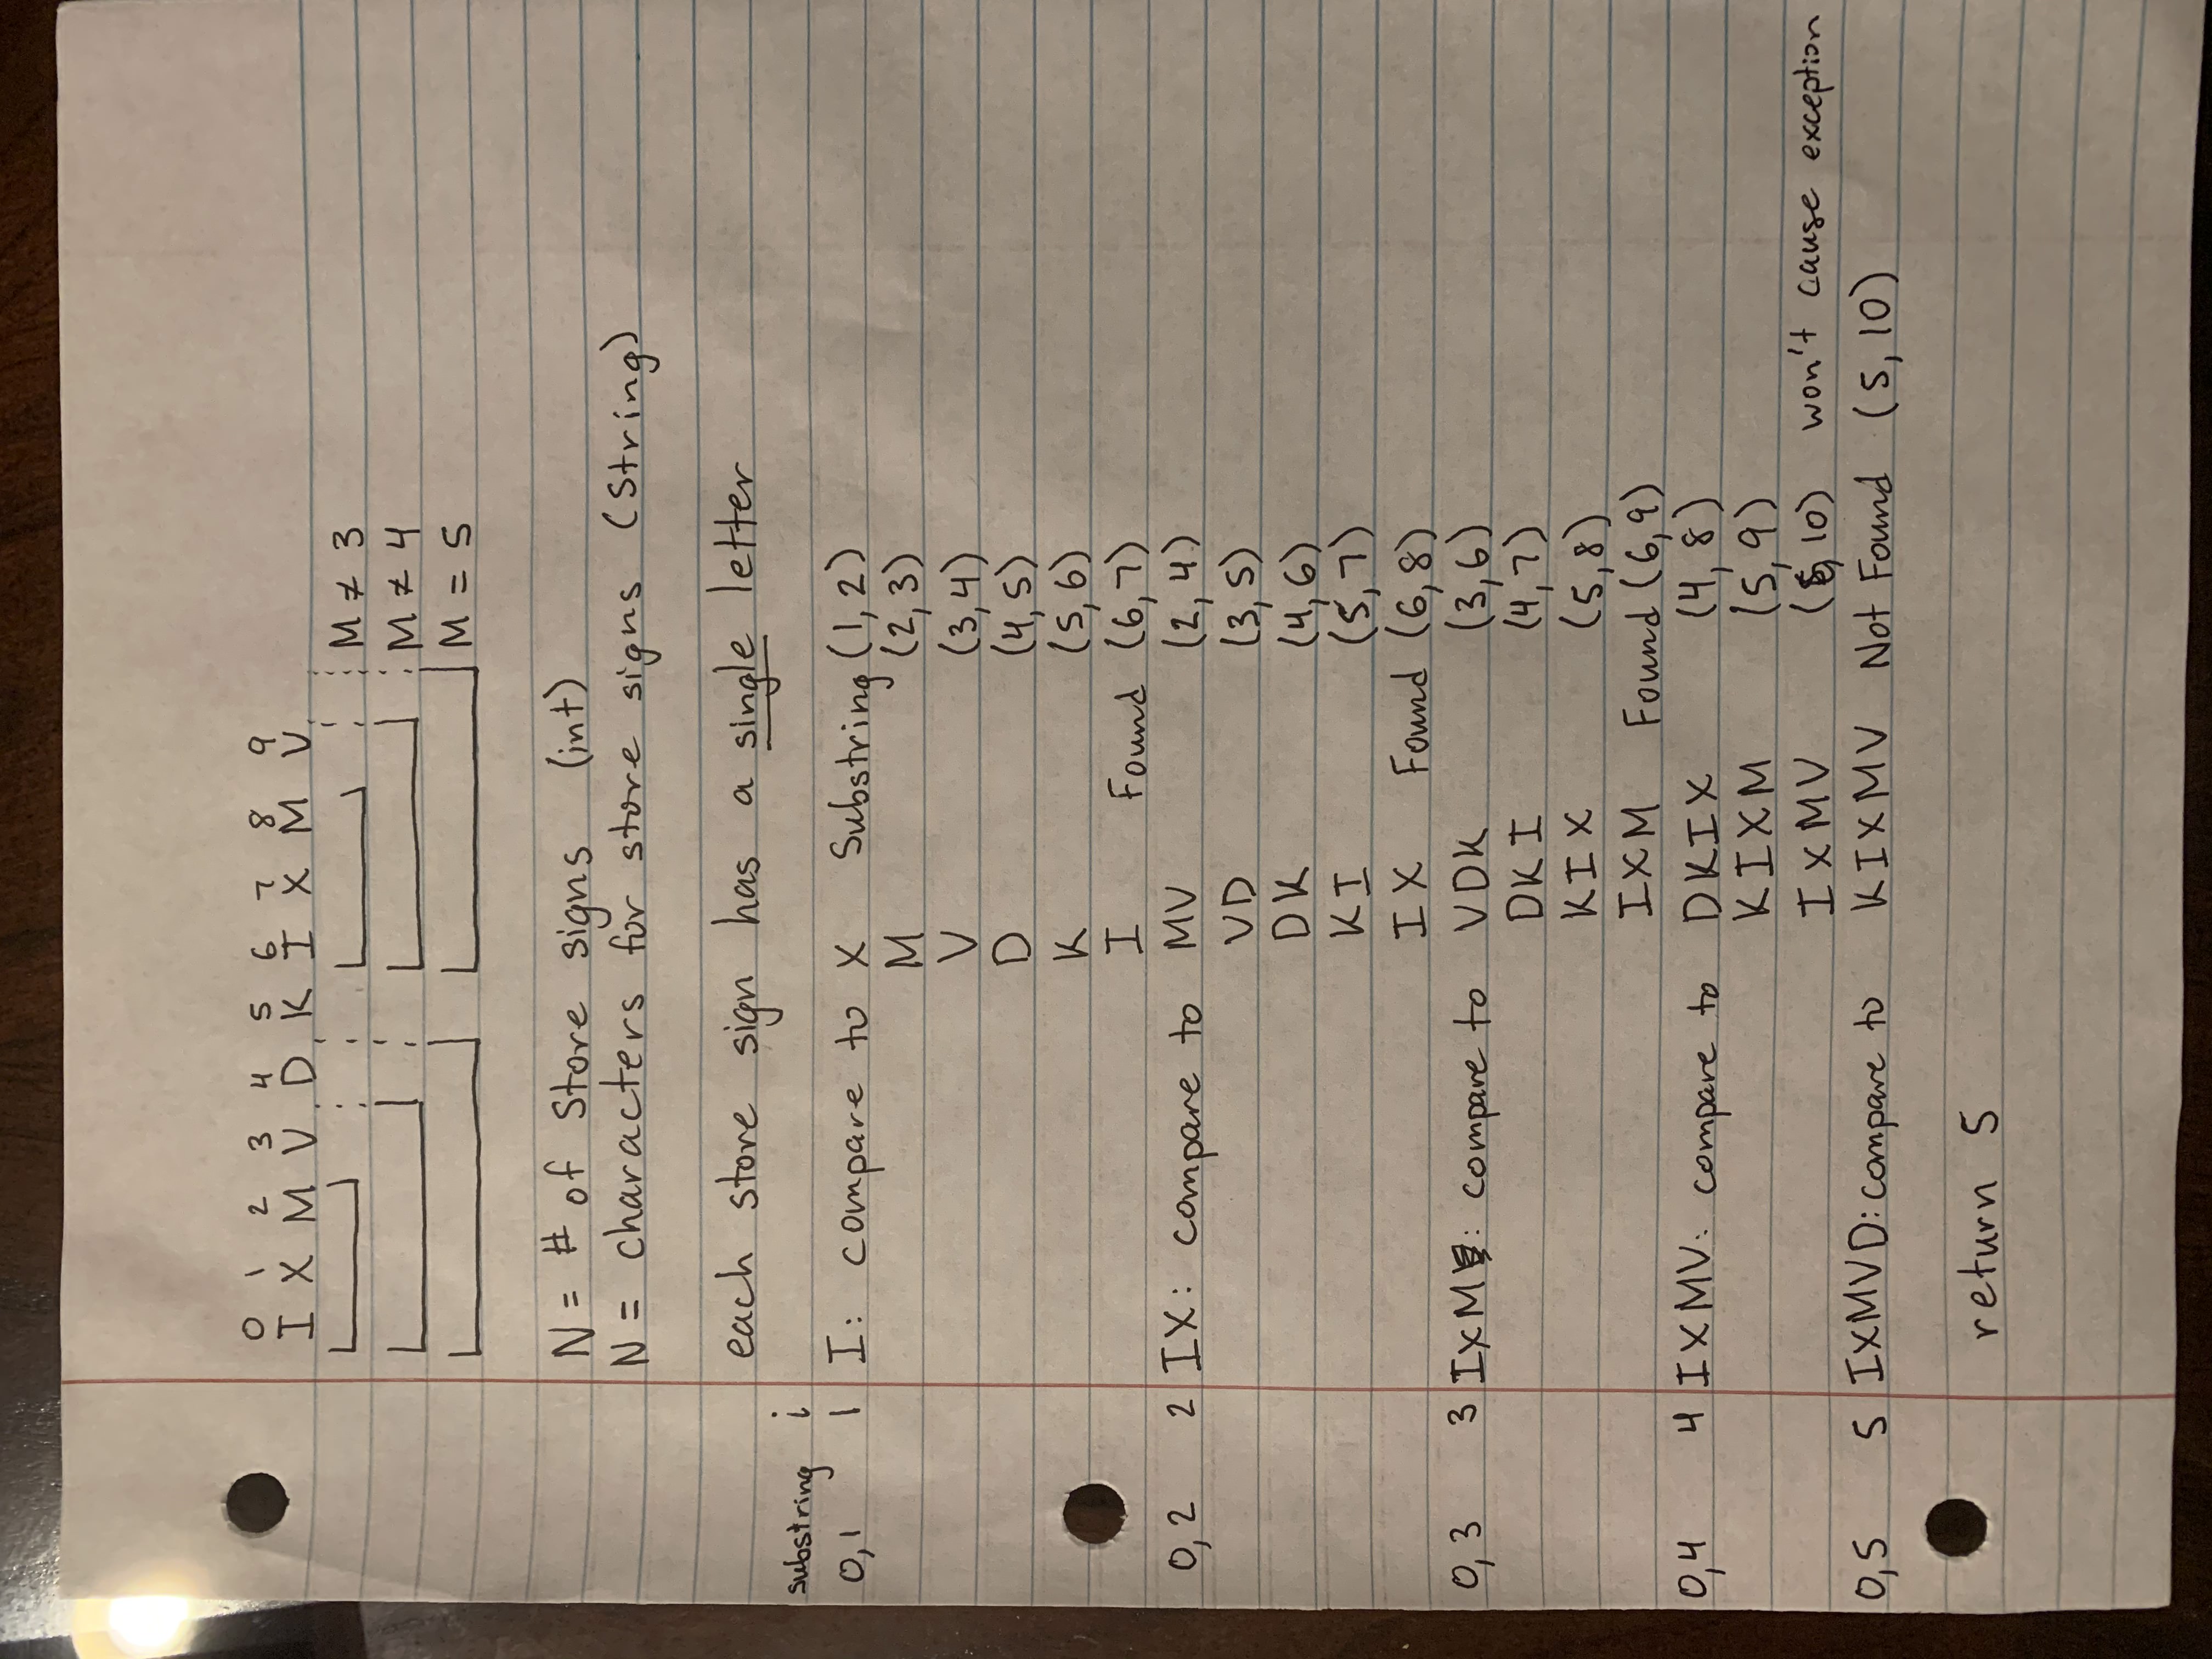 0 1 2 3 4 5 6 7 8 9
I X M V D K I X M V
M ≠ 3
M ≠ 4
M = 5
N = # of Store signs (int)
N = characters for store signs (String)
each store sign has a single letter
substring i
0,1 1 I: compare to X Substring (1,2)
M (2,3)
V (3,4)
D (4,5)
K (5,6)
I Found (6,7)
0,2 2 IX: compare to MV (2,4)
VD (3,5)
DK (4,6)
KI (5,7)
IX Found (6,8)
0,3 3 IXM: compare to VDK (3,6)
DKI (4,7)
KIX (5,8)
IXM Found (6,9)
0,4 4 IXMV: compare to DKIX (4,8)
KIXM (5,9)
IXMV (6,10) won't cause exception
0,5 5 IXMVD: compare to KIXMV Not Found (5,10)
return 5